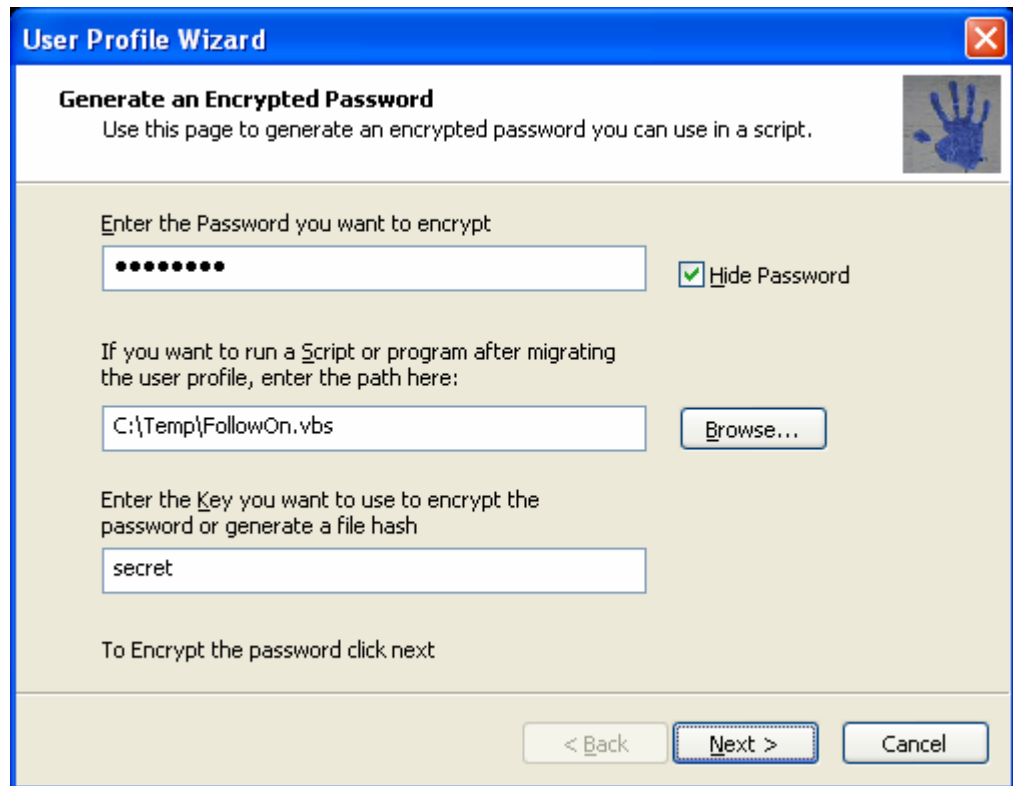 User Profile Wizard
Generate an Encrypted Password
Use this page to generate an encrypted password you can use in a script.
Enter the Password you want to encrypt
••••••••
Hide Password
If you want to run a Script or program after migrating
the user profile, enter the path here:
C:\Temp\FollowOn.vbs
Browse...
Enter the Key you want to use to encrypt the
password or generate a file hash
secret
To Encrypt the password click next
< Back
Next >
Cancel